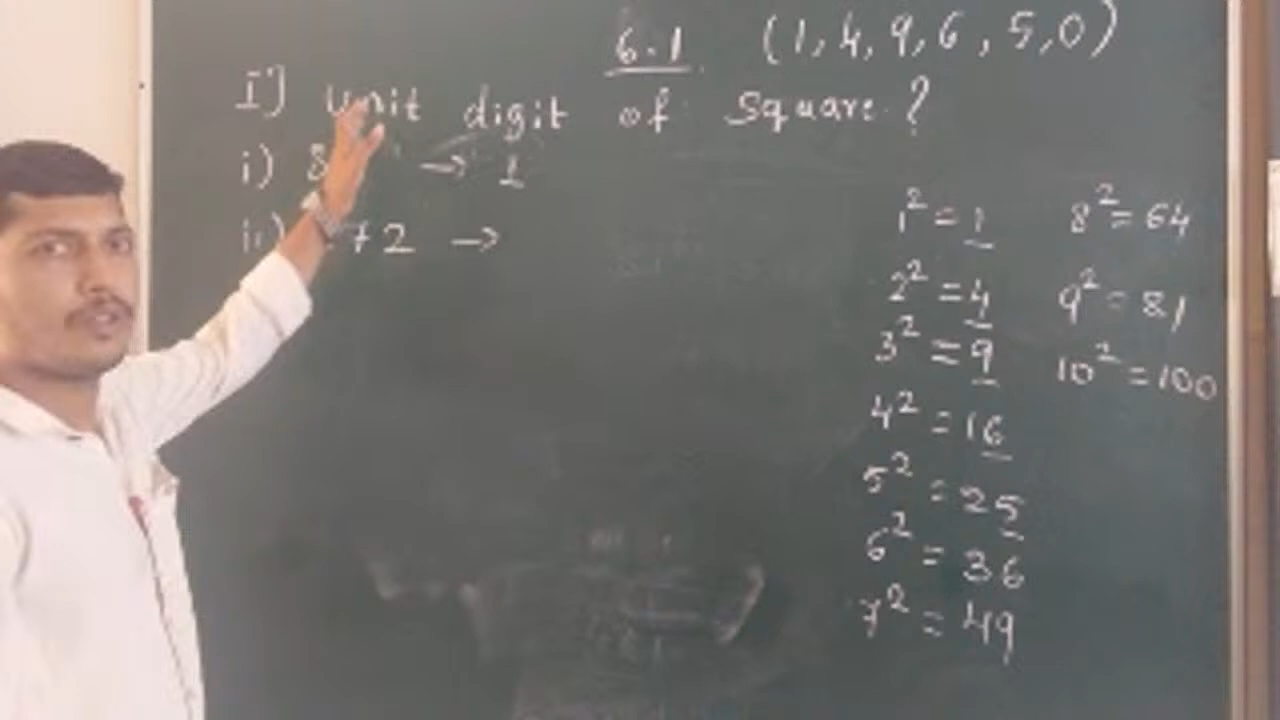 6.1 (1, 4, 9, 6, 5, 0)
I) Unit digit of Square ?
i) 8 → 1
ii) 72 →
1² = 1
2² = 4
3² = 9
4² = 16
5² = 25
6² = 36
7² = 49
8² = 64
9² = 81
10² = 100